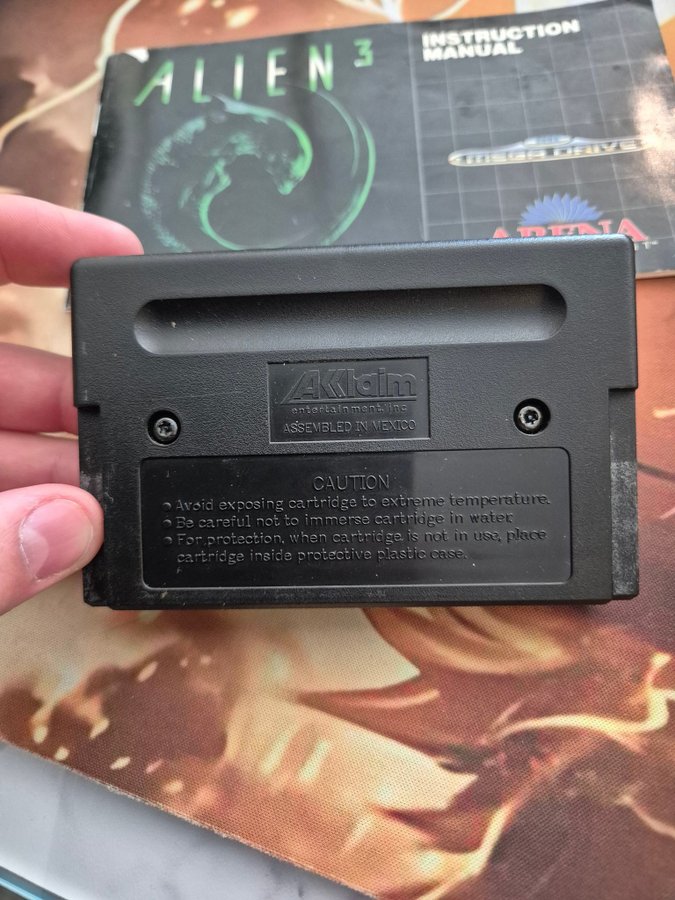 ALIEN 3
INSTRUCTION
MANUAL
MEGA DRIVE
ARENA
AKKlaim
entertainment, inc
ASSEMBLED IN MEXICO
CAUTION
• Avoid exposing cartridge to extreme temperature.
• Be careful not to immerse cartridge in water.
• For protection, when cartridge is not in use, place
cartridge inside protective plastic case.